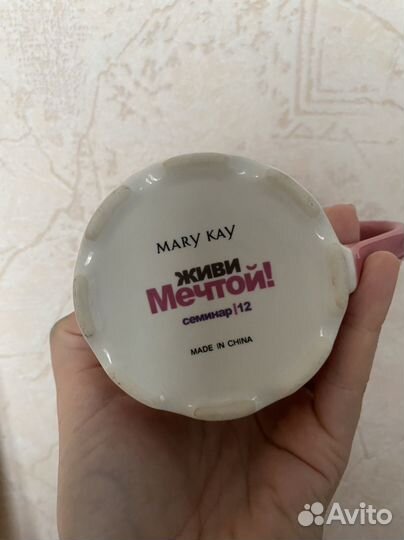 MARY KAY
ЖИВИ
Мечтой!
семинар|12
MADE IN CHINA
Avito